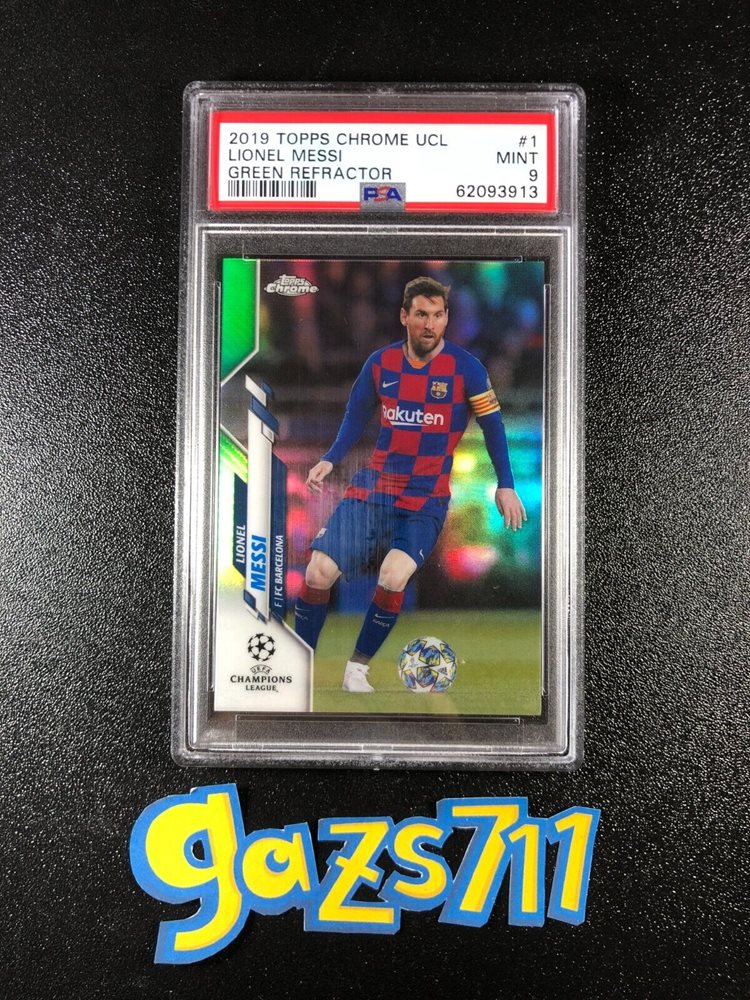 2019 TOPPS CHROME UCL #1
LIONEL MESSI MINT
GREEN REFRACTOR 9
PSA 62093913
Topps
Chrome
Rakuten
LIONEL
MESSI
F | FC BARCELONA
UEFA
CHAMPIONS
LEAGUE
gazs711